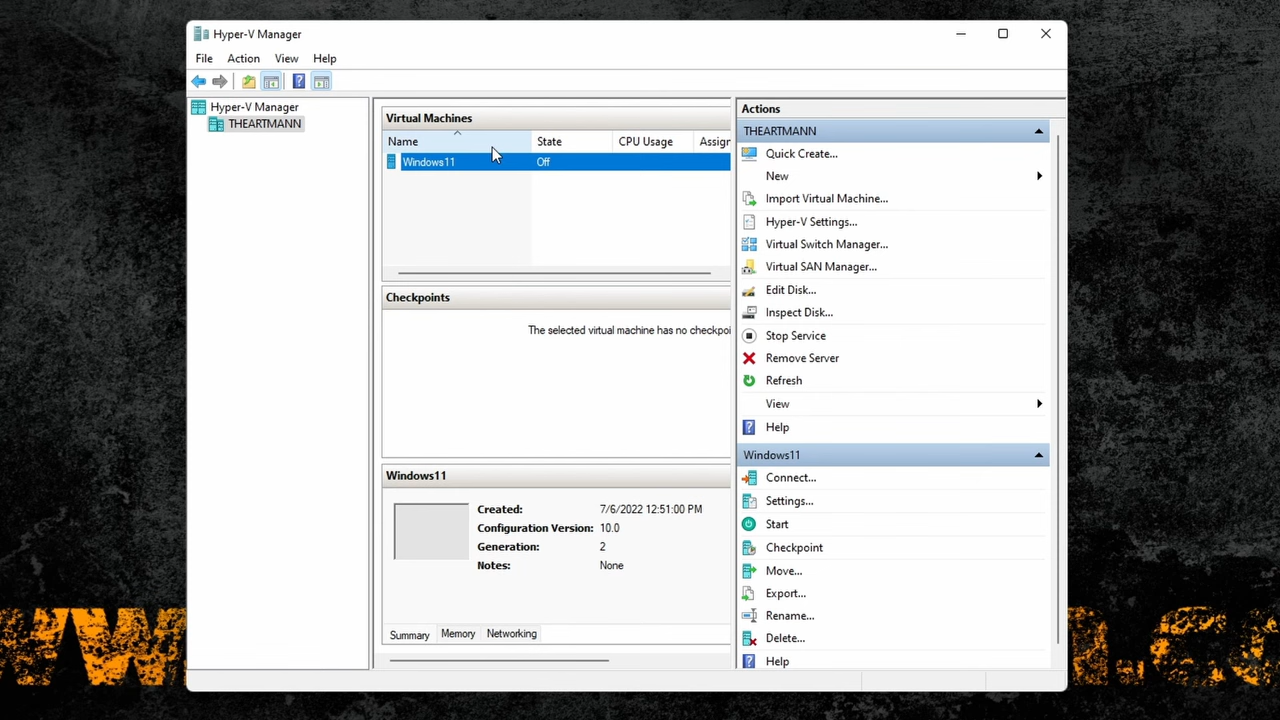 Hyper-V Manager
File Action View Help
Hyper-V Manager
THEARTMANN
Virtual Machines
Name State CPU Usage Assigr
Windows11 Off
Checkpoints
The selected virtual machine has no checkpoi
Windows11
Created: 7/6/2022 12:51:00 PM
Configuration Version: 10.0
Generation: 2
Notes: None
Summary Memory Networking
Actions
THEARTMANN
Quick Create...
New
Import Virtual Machine...
Hyper-V Settings...
Virtual Switch Manager...
Virtual SAN Manager...
Edit Disk...
Inspect Disk...
Stop Service
Remove Server
Refresh
View
Help
Windows11
Connect...
Settings...
Start
Checkpoint
Move...
Export...
Rename...
Delete...
Help